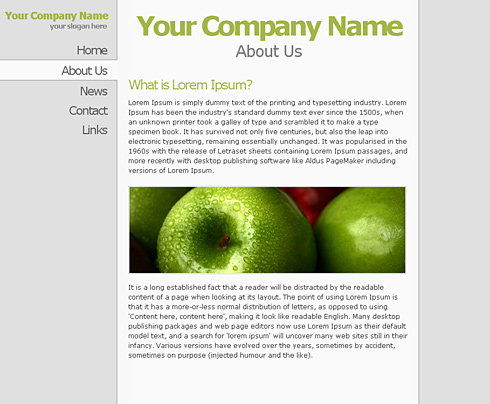 Your Company Name
your slogan here
Home
About Us
News
Contact
Links
Your Company Name
About Us
What is Lorem Ipsum?
Lorem Ipsum is simply dummy text of the printing and typesetting industry. Lorem
Ipsum has been the industry's standard dummy text ever since the 1500s, when
an unknown printer took a galley of type and scrambled it to make a type
specimen book. It has survived not only five centuries, but also the leap into
electronic typesetting, remaining essentially unchanged. It was popularised in the
1960s with the release of Letraset sheets containing Lorem Ipsum passages, and
more recently with desktop publishing software like Aldus PageMaker including
versions of Lorem Ipsum.
It is a long established fact that a reader will be distracted by the readable
content of a page when looking at its layout. The point of using Lorem Ipsum is
that it has a more-or-less normal distribution of letters, as opposed to using
'Content here, content here', making it look like readable English. Many desktop
publishing packages and web page editors now use Lorem Ipsum as their default
model text, and a search for 'lorem ipsum' will uncover many web sites still in their
infancy. Various versions have evolved over the years, sometimes by accident,
sometimes on purpose (injected humour and the like).